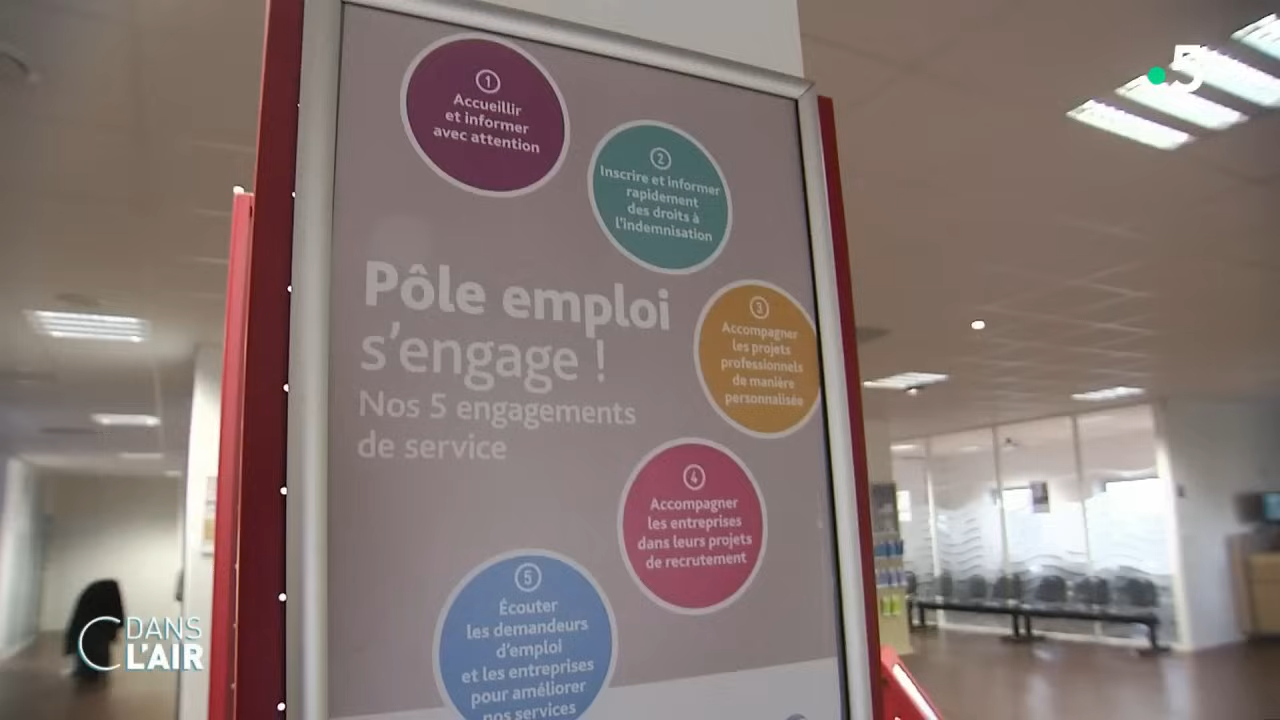 1
Accueillir
et informer
avec attention
2
Inscrire et informer
rapidement
des droits à
l'indemnisation
Pôle emploi
s'engage !
Nos 5 engagements
de service
3
Accompagner
les projets
professionnels
de manière
personnalisée
4
Accompagner
les entreprises
dans leurs projets
de recrutement
5
Écouter
les demandeurs
d'emploi
et les entreprises
pour améliorer
nos services
5
C DANS
L'AIR